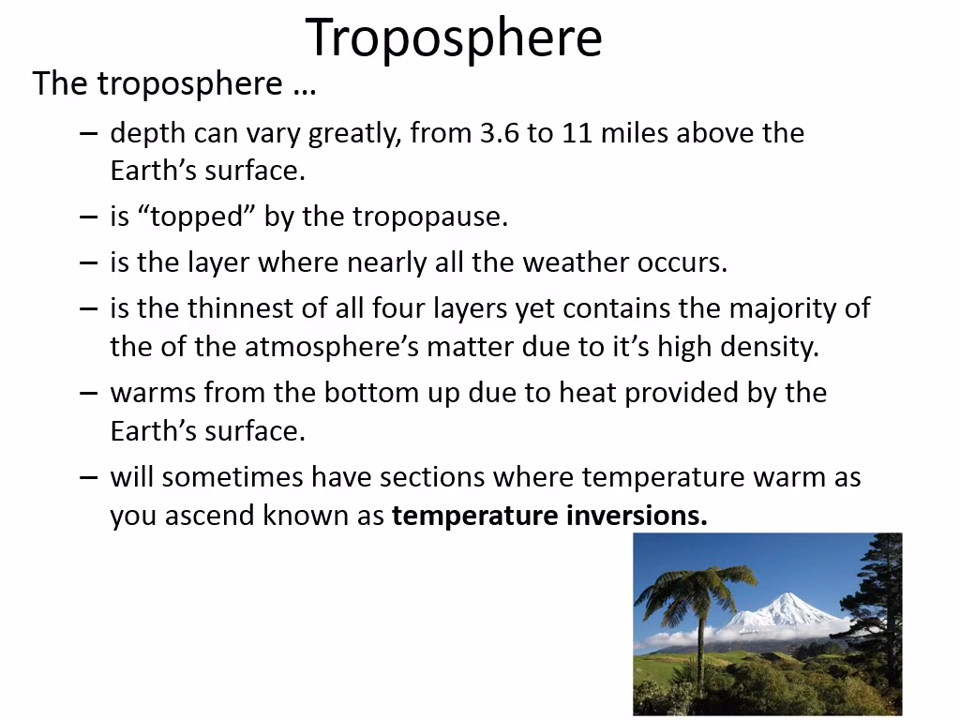 Troposphere
The troposphere …
– depth can vary greatly, from 3.6 to 11 miles above the
Earth’s surface.
– is “topped” by the tropopause.
– is the layer where nearly all the weather occurs.
– is the thinnest of all four layers yet contains the majority of
the of the atmosphere’s matter due to it’s high density.
– warms from the bottom up due to heat provided by the
Earth’s surface.
– will sometimes have sections where temperature warm as
you ascend known as temperature inversions.